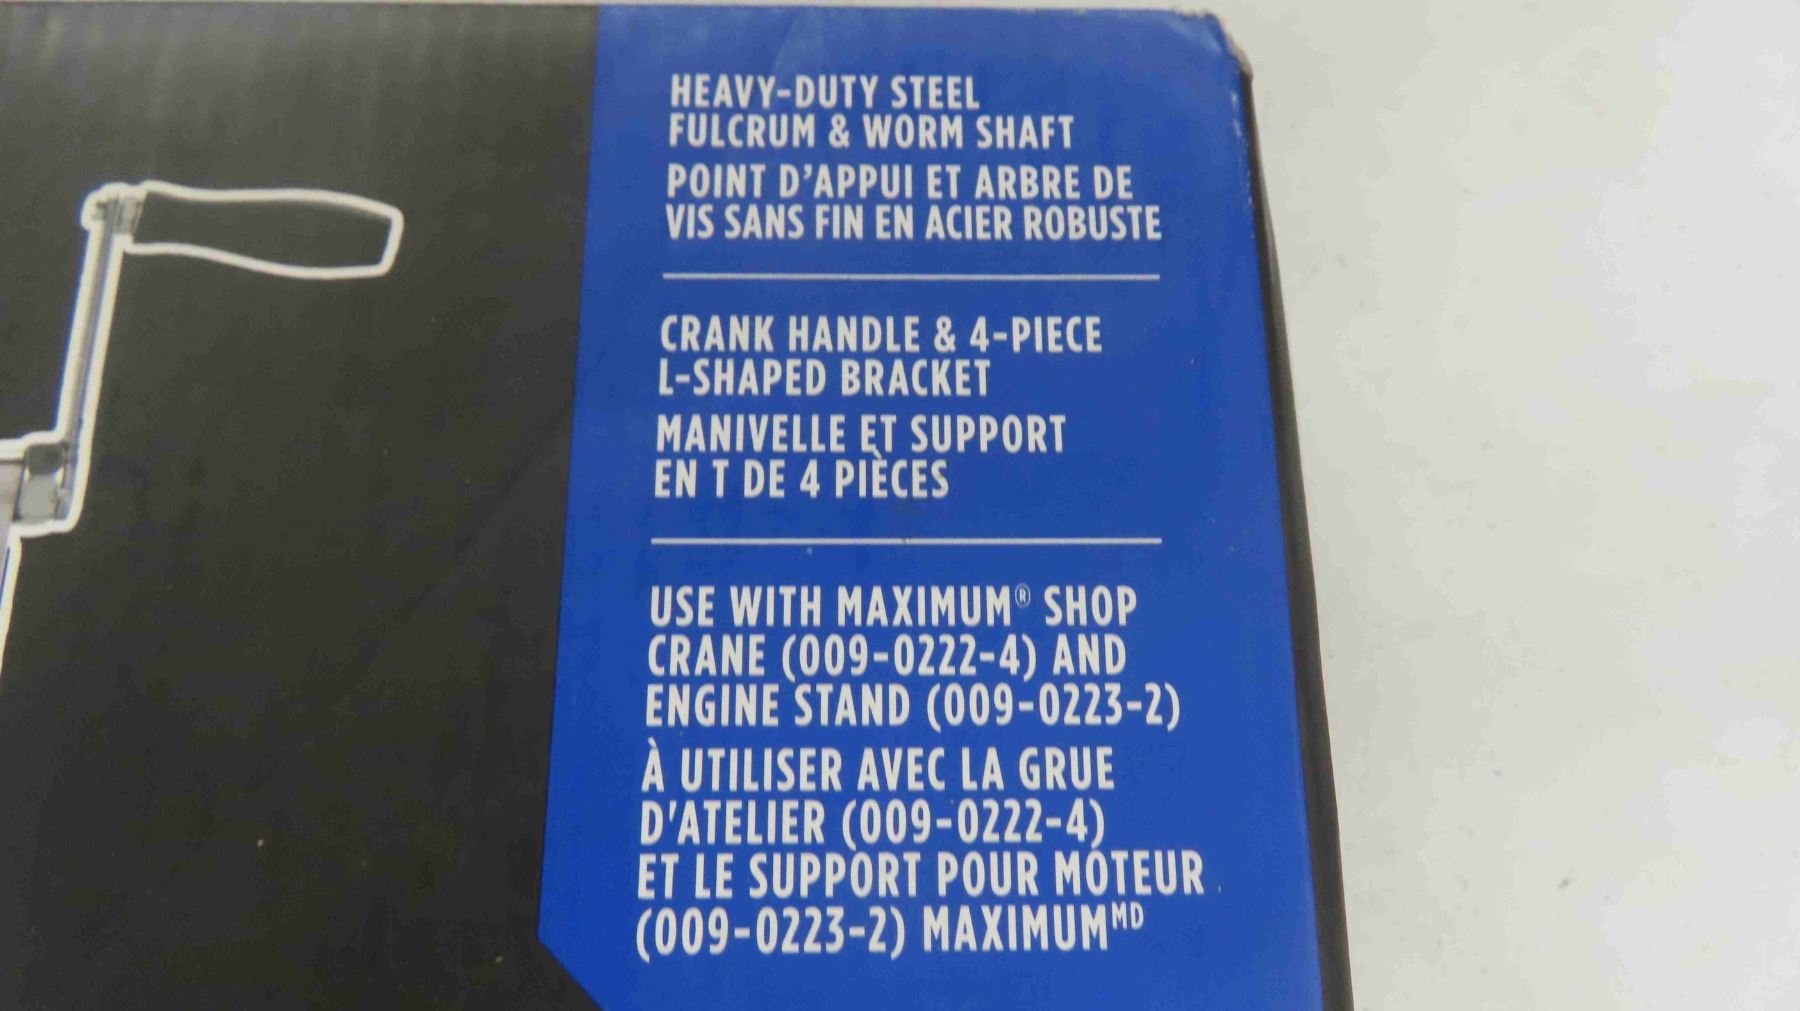 HEAVY-DUTY STEEL
FULCRUM & WORM SHAFT
POINT D'APPUI ET ARBRE DE
VIS SANS FIN EN ACIER ROBUSTE
CRANK HANDLE & 4-PIECE
L-SHAPED BRACKET
MANIVELLE ET SUPPORT
EN T DE 4 PIÈCES
USE WITH MAXIMUM® SHOP
CRANE (009-0222-4) AND
ENGINE STAND (009-0223-2)
À UTILISER AVEC LA GRUE
D'ATELIER (009-0222-4)
ET LE SUPPORT POUR MOTEUR
(009-0223-2) MAXIMUMMD